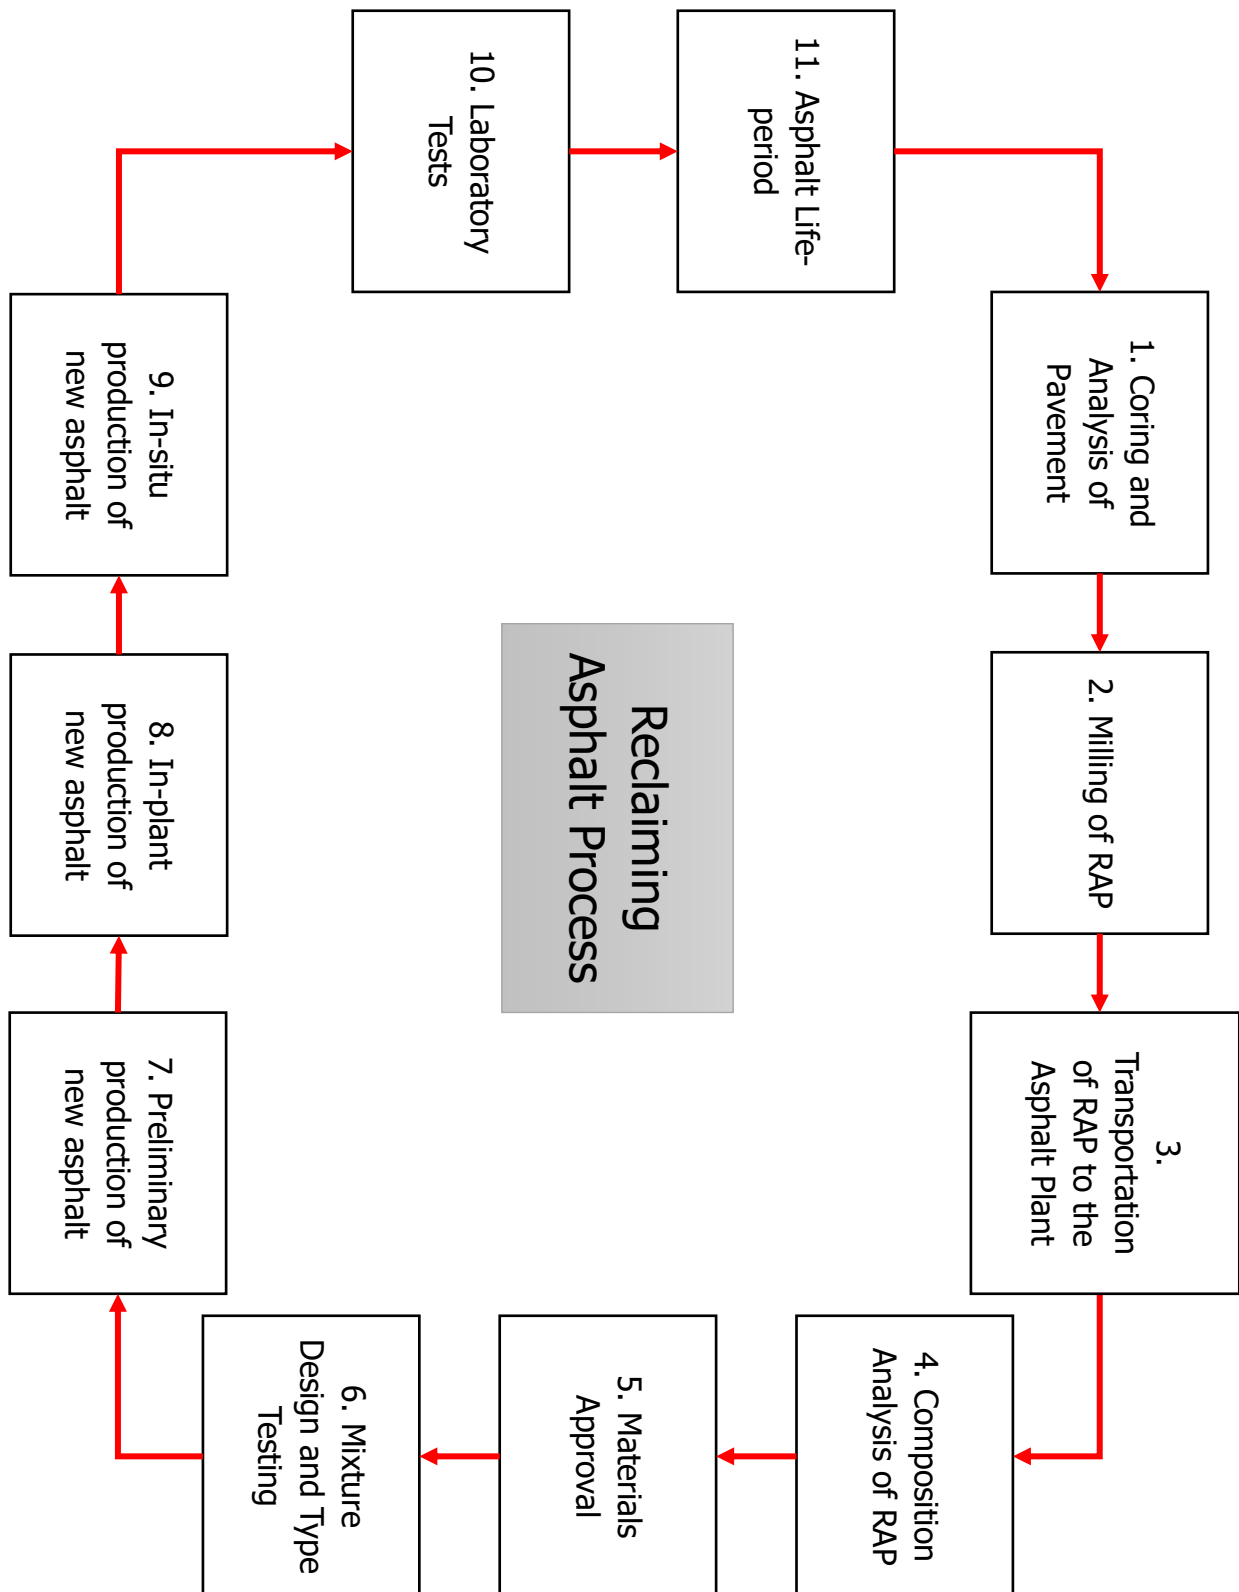 1. Coring and
Analysis of
Pavement
2. Milling of RAP
3.
Transportation
of RAP to the
Asphalt Plant
4. Composition
Analysis of RAP
5. Materials
Approval
6. Mixture
Design and Type
Testing
7. Preliminary
production of
new asphalt
8. In-plant
production of
new asphalt
9. In-situ
production of
new asphalt
10. Laboratory
Tests
11. Asphalt Life-
period
Reclaiming
Asphalt Process